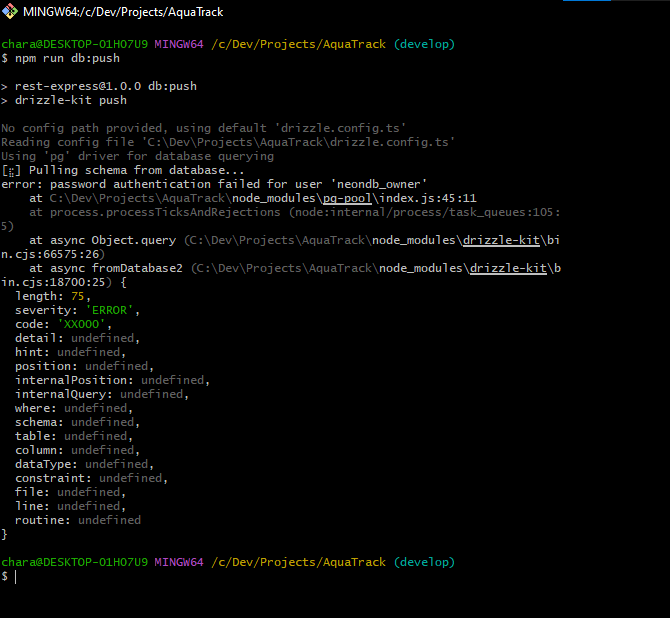 MINGW64:/c/Dev/Projects/AquaTrack
chara@DESKTOP-O1HO7U9 MINGW64 /c/Dev/Projects/AquaTrack (develop)
$ npm run db:push
> rest-express@1.0.0 db:push
> drizzle-kit push
No config path provided, using default 'drizzle.config.ts'
Reading config file 'C:\Dev\Projects\AquaTrack\drizzle.config.ts'
Using 'pg' driver for database querying
[⣷] Pulling schema from database...
error: password authentication failed for user 'neondb_owner'
    at C:\Dev\Projects\AquaTrack\node_modules\pg-pool\index.js:45:11
    at process.processTicksAndRejections (node:internal/process/task_queues:105:
5)
    at async Object.query (C:\Dev\Projects\AquaTrack\node_modules\drizzle-kit\bi
n.cjs:66575:26)
    at async fromDatabase2 (C:\Dev\Projects\AquaTrack\node_modules\drizzle-kit\b
in.cjs:18700:25) {
  length: 75,
  severity: 'ERROR',
  code: 'XX000',
  detail: undefined,
  hint: undefined,
  position: undefined,
  internalPosition: undefined,
  internalQuery: undefined,
  where: undefined,
  schema: undefined,
  table: undefined,
  column: undefined,
  dataType: undefined,
  constraint: undefined,
  file: undefined,
  line: undefined,
  routine: undefined
}
chara@DESKTOP-O1HO7U9 MINGW64 /c/Dev/Projects/AquaTrack (develop)
$